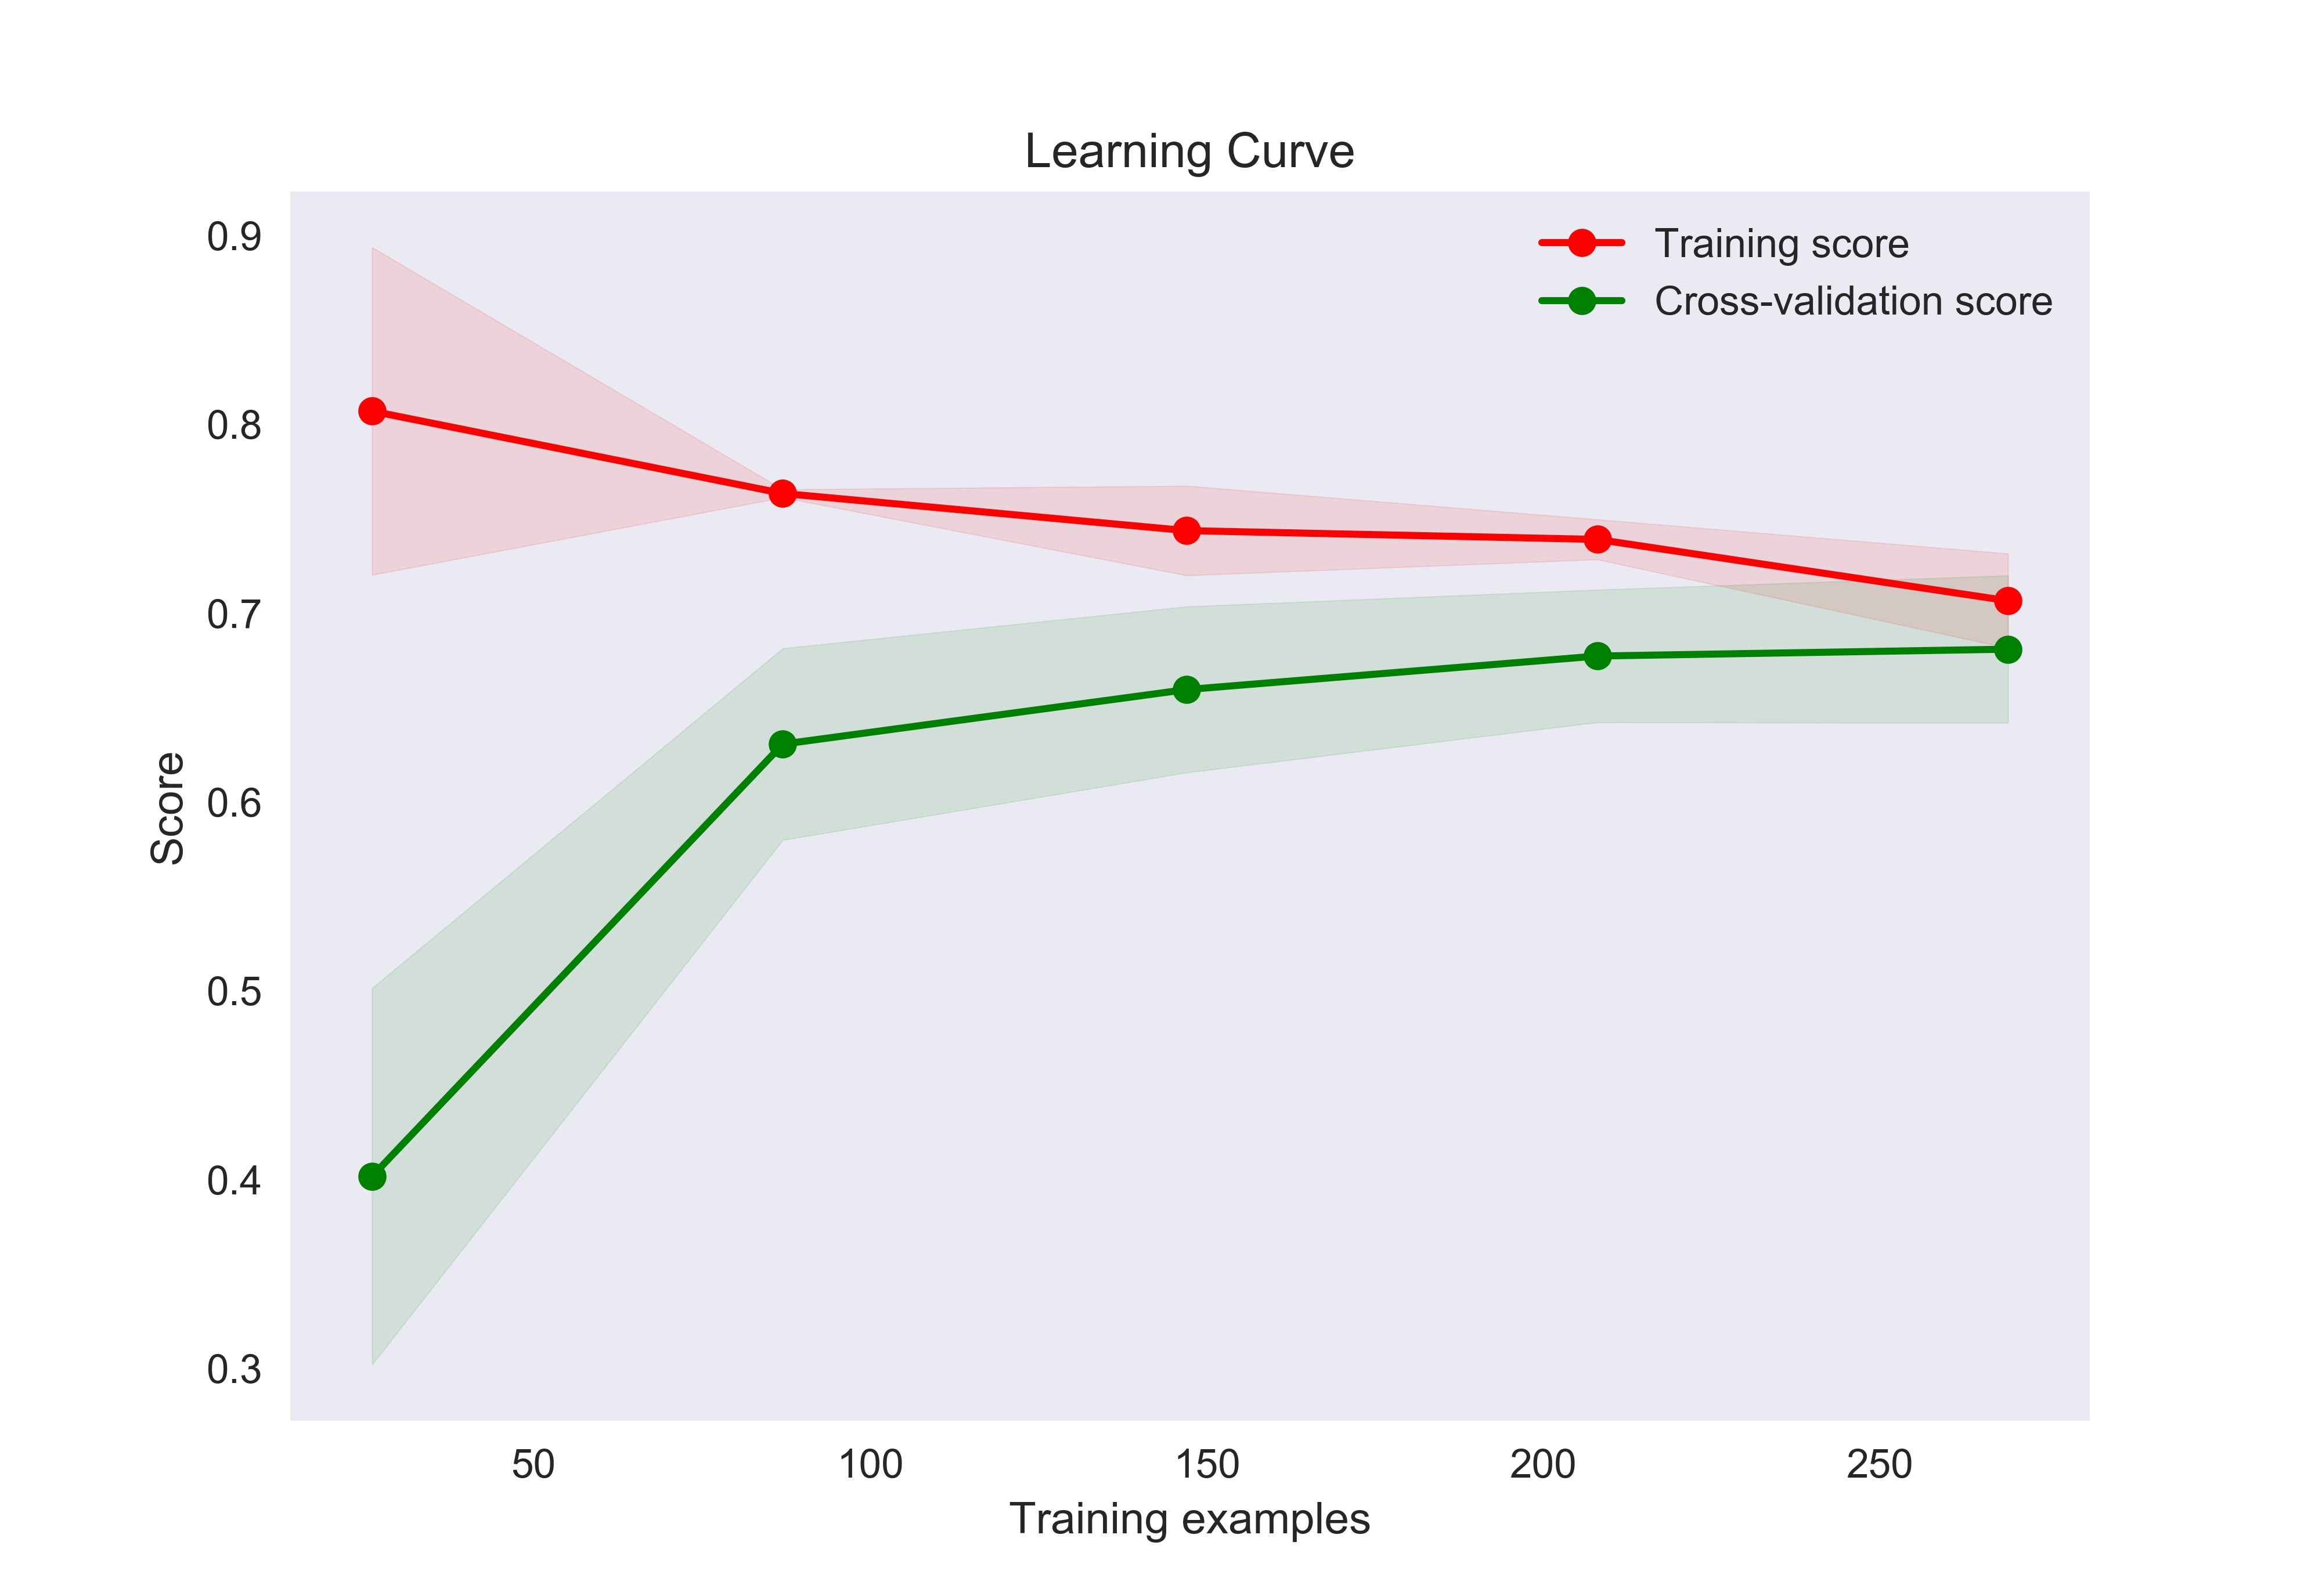 Learning Curve
0.9
0.8
0.7
0.6
0.5
0.4
0.3
Score
Training score
Cross-validation score
50 100 150 200 250
Training examples